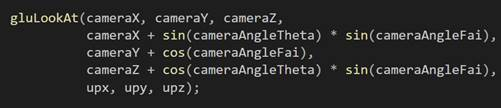 gluLookAt(cameraX, cameraY, cameraZ,
cameraX + sin(cameraAngleTheta) * sin(cameraAngleFai),
cameraY + cos(cameraAngleFai),
cameraZ + cos(cameraAngleTheta) * sin(cameraAngleFai),
upx, upy, upz);